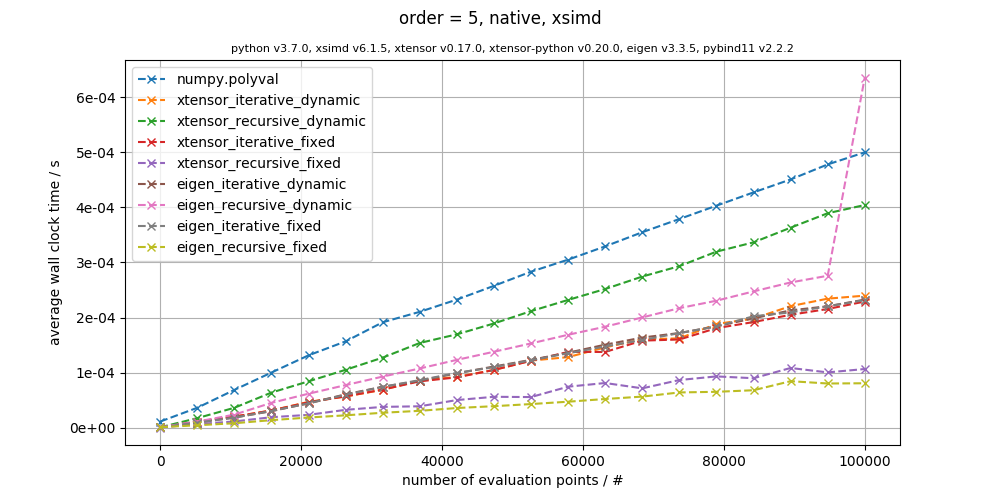 order = 5, native, xsimd
python v3.7.0, xsimd v6.1.5, xtensor v0.17.0, xtensor-python v0.20.0, eigen v3.3.5, pybind11 v2.2.2
numpy.polyval
xtensor_iterative_dynamic
xtensor_recursive_dynamic
xtensor_iterative_fixed
xtensor_recursive_fixed
eigen_iterative_dynamic
eigen_recursive_dynamic
eigen_iterative_fixed
eigen_recursive_fixed
average wall clock time / s
6e-04
5e-04
4e-04
3e-04
2e-04
1e-04
0e+00
0 20000 40000 60000 80000 100000
number of evaluation points / #